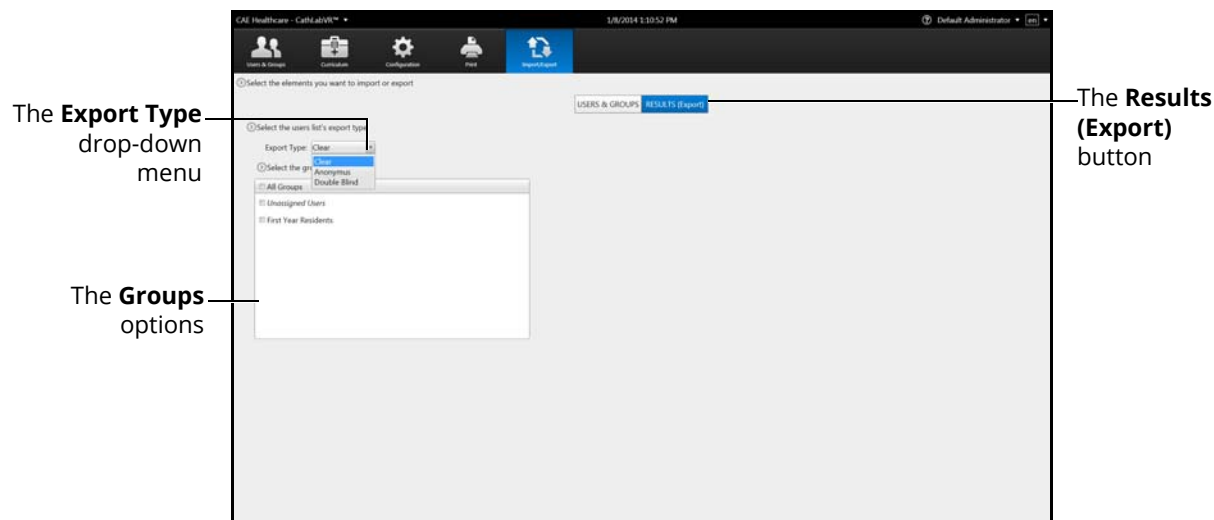 CAE Healthcare - CathLabVR™
1/8/2014 1:10:52 PM
Default Administrator
en
Users & Groups
Curriculum
Configuration
Print
Import/Export
Select the elements you want to import or export
USERS & GROUPS
RESULTS (Export)
The Export Type
drop-down
menu
The Results
(Export)
button
Select the users list's export type
Export Type:
Clear
Clear
Anonymus
Double Blind
Select the gr
All Groups
Unassigned Users
First Year Residents
The Groups
options